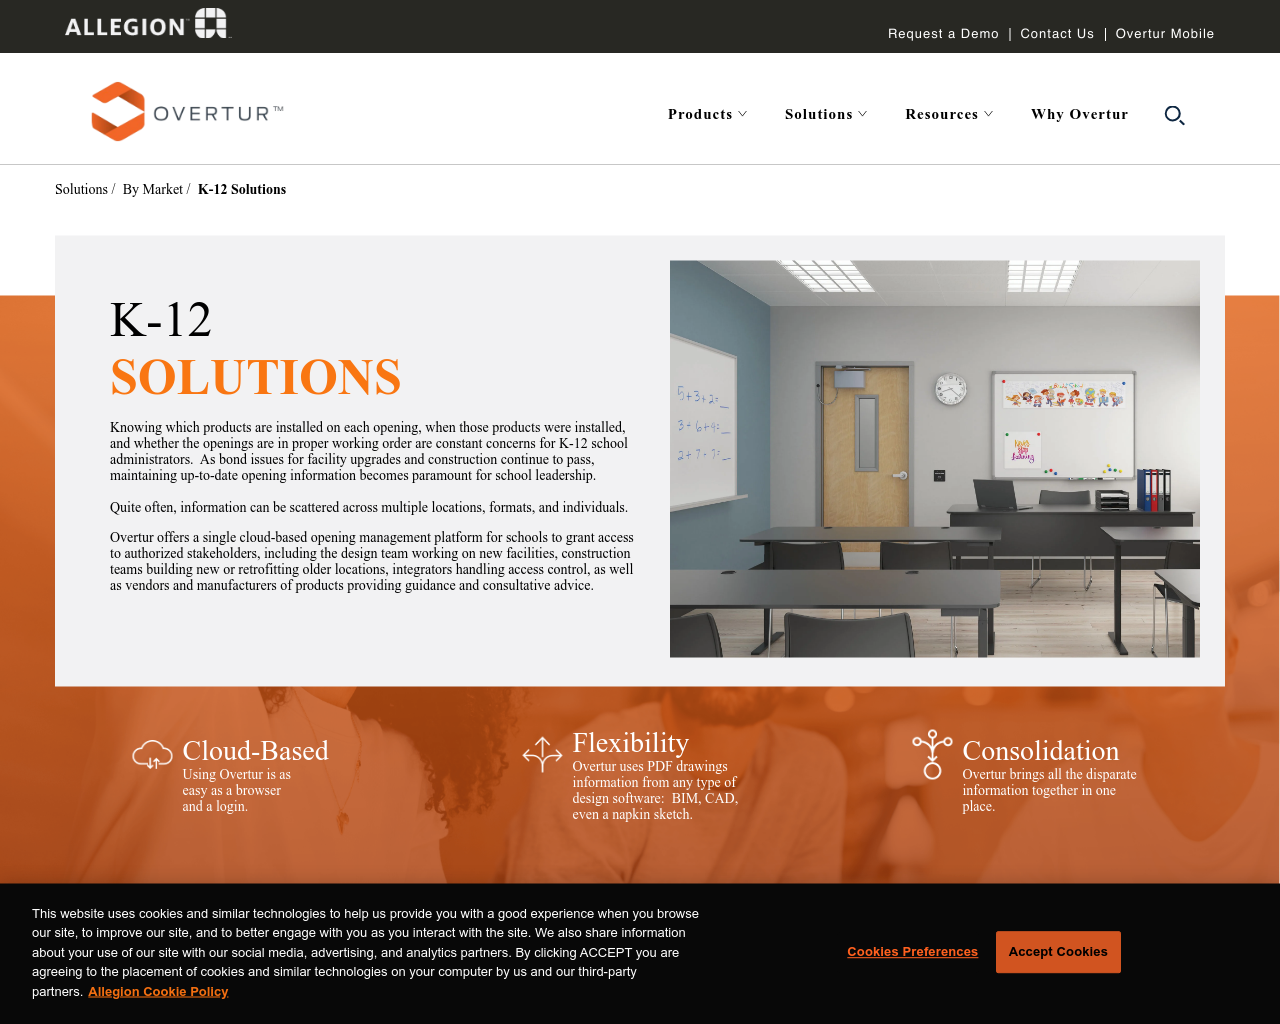 ALLEGION
Request a Demo | Contact Us | Overtur Mobile
OVERTUR™
Products Solutions Resources Why Overtur
Solutions / By Market / K-12 Solutions
K-12
SOLUTIONS
Knowing which products are installed on each opening, when those products were installed,
and whether the openings are in proper working order are constant concerns for K-12 school
administrators. As bond issues for facility upgrades and construction continue to pass,
maintaining up-to-date opening information becomes paramount for school leadership.
Quite often, information can be scattered across multiple locations, formats, and individuals.
Overtur offers a single cloud-based opening management platform for schools to grant access
to authorized stakeholders, including the design team working on new facilities, construction
teams building new or retrofitting older locations, integrators handling access control, as well
as vendors and manufacturers of products providing guidance and consultative advice.
5+3+2=
3+6+4=
2+7-7=
Cloud-Based
Using Overtur is as
easy as a browser
and a login.
Flexibility
Overtur uses PDF drawings
information from any type of
design software: BIM, CAD,
even a napkin sketch.
Consolidation
Overtur brings all the disparate
information together in one
place.
This website uses cookies and similar technologies to help us provide you with a good experience when you browse
our site, to improve our site, and to better engage with you as you interact with the site. We also share information
about your use of our site with our social media, advertising, and analytics partners. By clicking ACCEPT you are
agreeing to the placement of cookies and similar technologies on your computer by us and our third-party
partners. Allegion Cookie Policy
Cookies Preferences
Accept Cookies